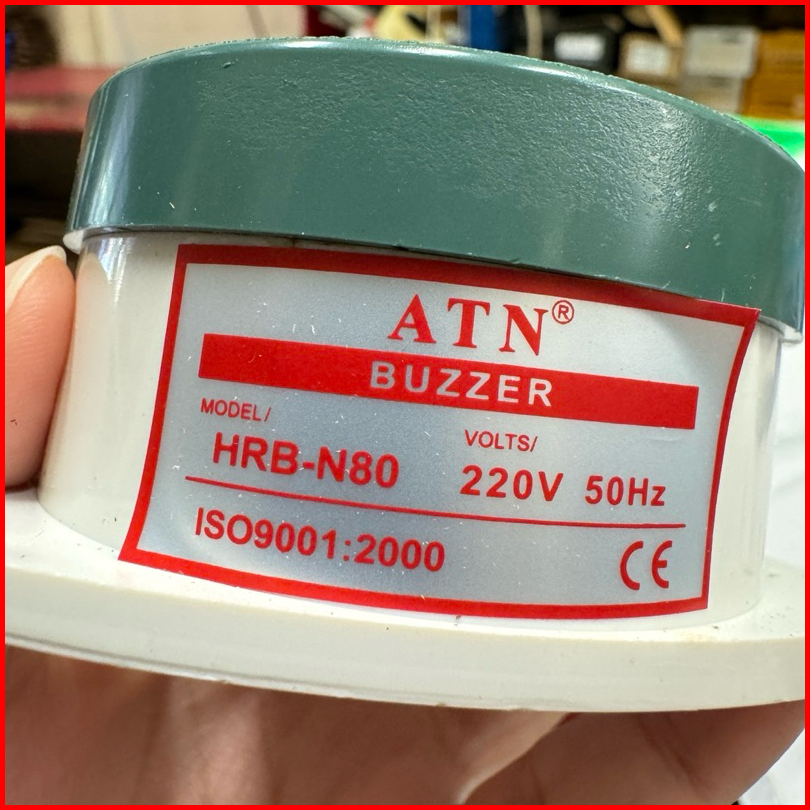 ATN®
BUZZER
MODEL/
HRB-N80
VOLTS/
220V 50Hz
ISO9001:2000
CE